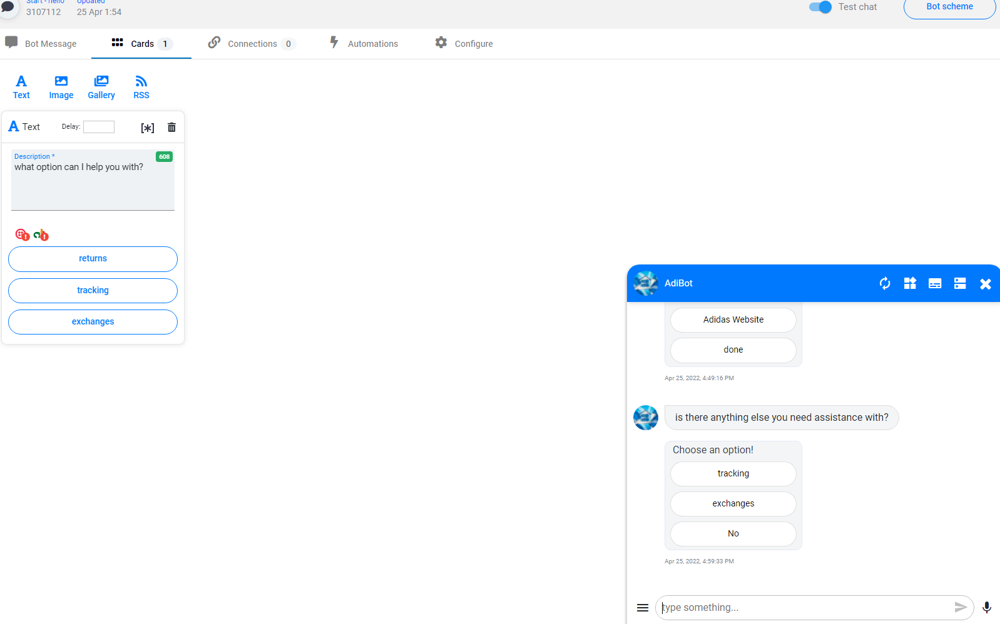 Start - hello Updated
3107112 25 Apr 1:54
Test chat
Bot scheme
Bot Message
Cards 1
Connections 0
Automations
Configure
Text
Image
Gallery
RSS
A Text
Delay:
[*]
Description *
608
what option can I help you with?
returns
tracking
exchanges
AdiBot
Adidas Website
done
Apr 25, 2022, 4:49:16 PM
is there anything else you need assistance with?
Choose an option!
tracking
exchanges
No
Apr 25, 2022, 4:59:33 PM
type something...